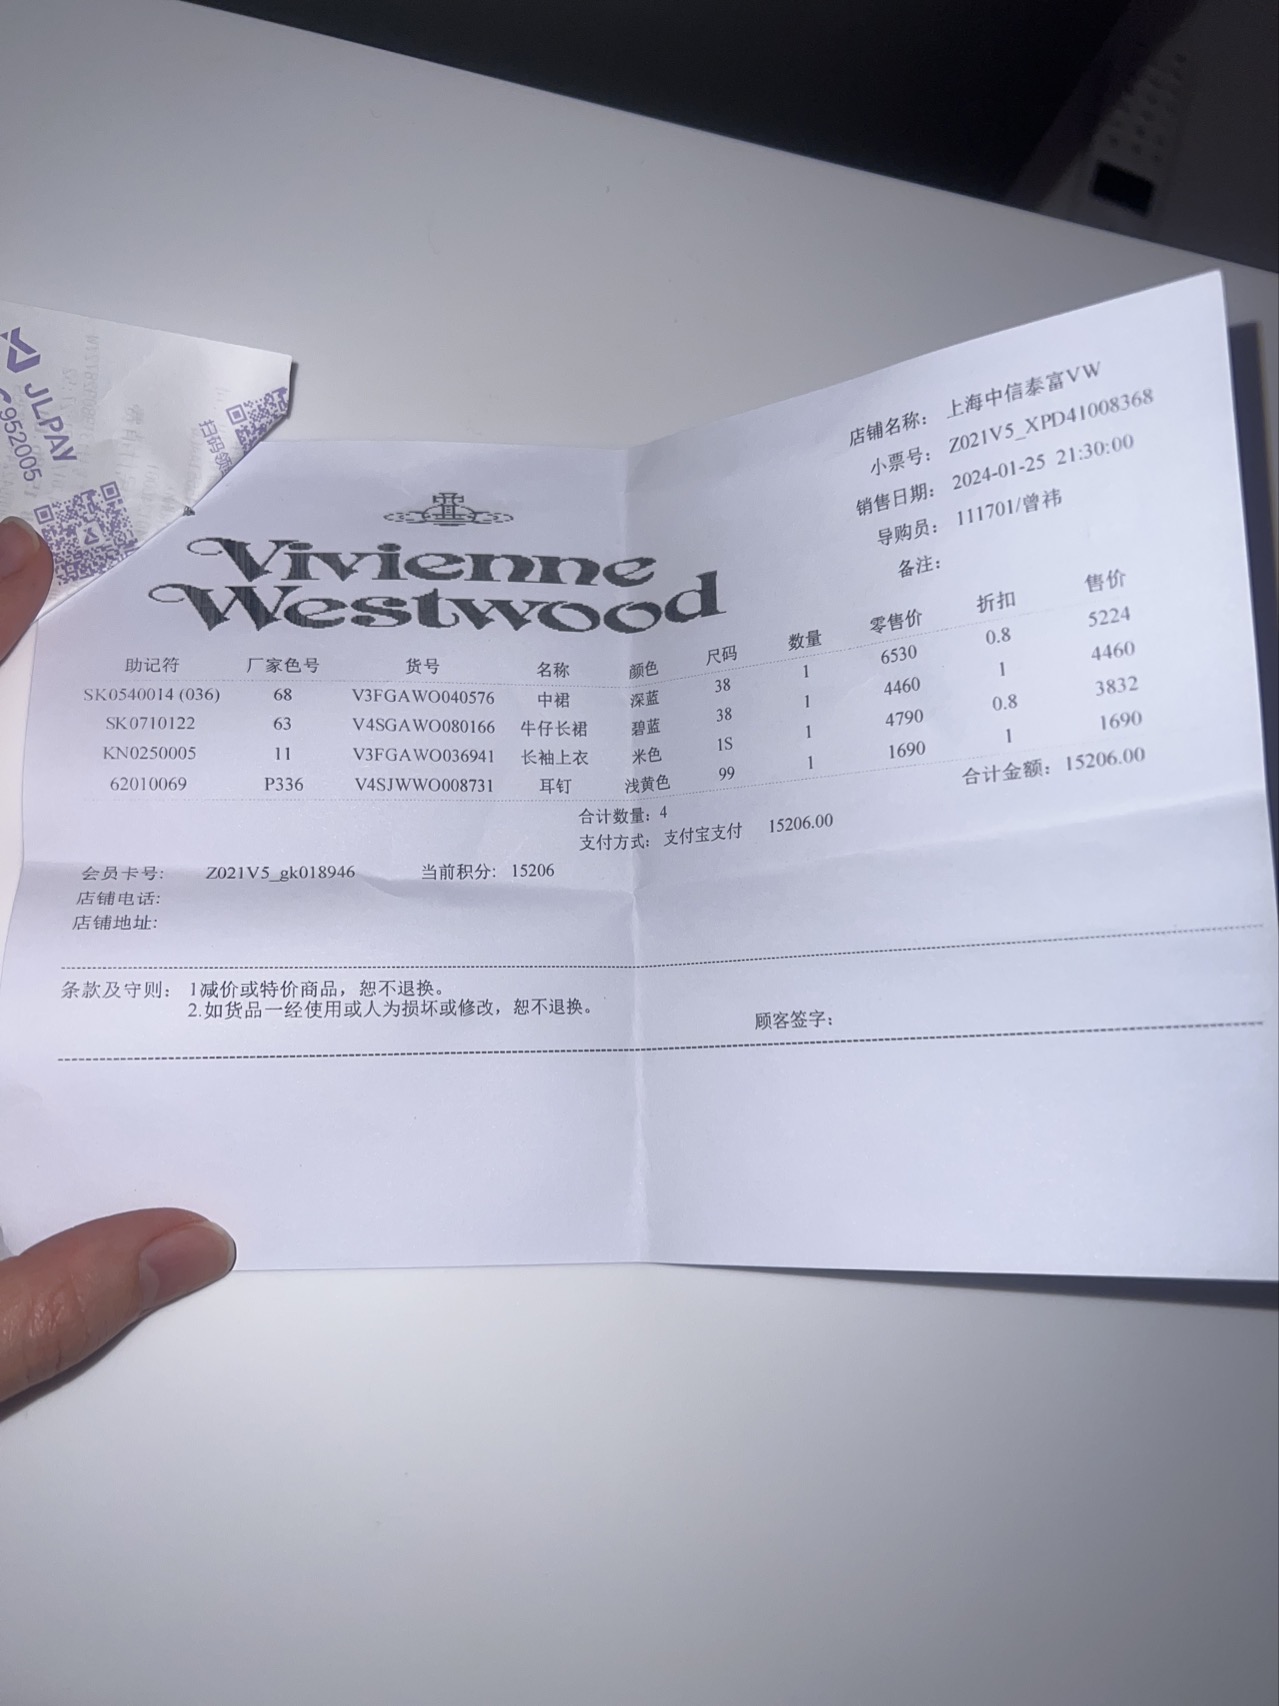 JLPAY
952005
扫码领
Vivienne
Westwood
店铺名称： 上海中信泰富VW
小票号： Z021V5_XPD41008368
销售日期： 2024-01-25 21:30:00
导购员： 111701/曾祎
备注：
助记符 厂家色号 货号 名称 颜色 尺码 数量 零售价 折扣 售价
SK0540014 (036) 68 V3FGAWO040576 中裙 深蓝 38 1 6530 0.8 5224
SK0710122 63 V4SGAWO080166 牛仔长裙 碧蓝 38 1 4460 1 4460
KN0250005 11 V3FGAWO036941 长袖上衣 米色 1S 1 4790 0.8 3832
62010069 P336 V4SJWWO008731 耳钉 浅黄色 99 1 1690 1 1690
合计数量：4 合计金额：15206.00
支付方式：支付宝支付 15206.00
会员卡号: Z021V5_gk018946 当前积分: 15206
店铺电话:
店铺地址:
条款及守则： 1减价或特价商品，恕不退换。
2.如货品一经使用或人为损坏或修改，恕不退换。
顾客签字：